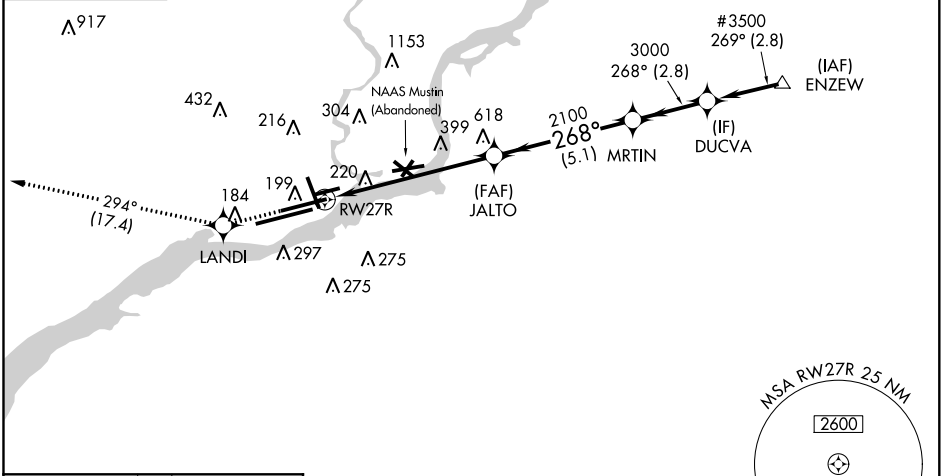 917
1153
#3500
269° (2.8)
3000
268° (2.8)
(IAF)
ENZEW
NAAS Mustin
(Abandoned)
432
304
216
618
399
2100
268°
(5.1)
MRTIN
(IF)
DUCVA
220
199
184
(FAF)
JALTO
RW27R
294°
(17.4)
LANDI
297
275
275
MSA RW27R 25 NM
2600